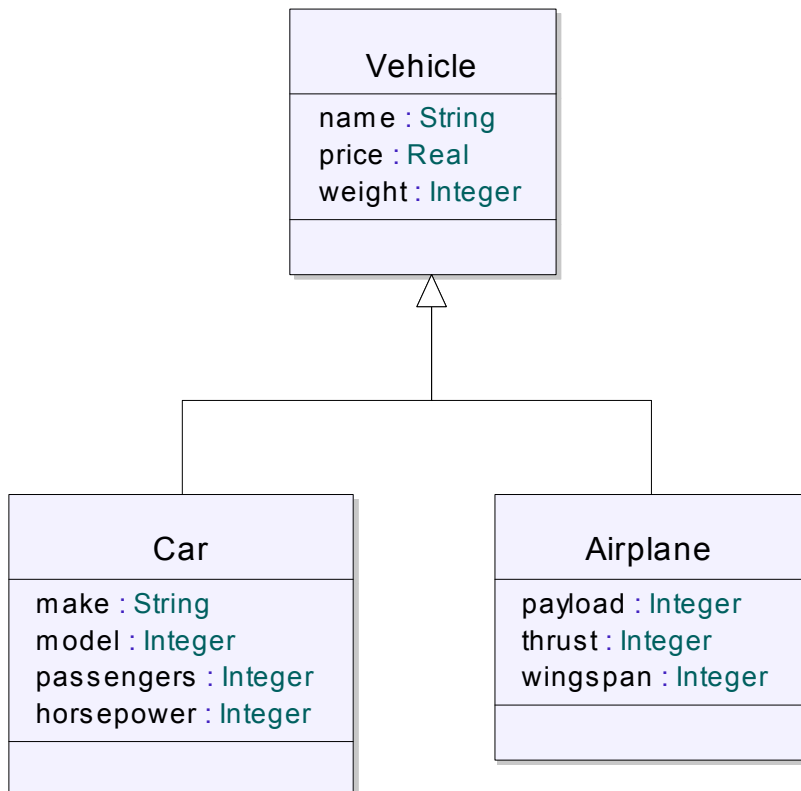 Vehicle
name : String
price : Real
weight : Integer
Car
make : String
model : Integer
passengers : Integer
horsepower : Integer
Airplane
payload : Integer
thrust : Integer
wingspan : Integer